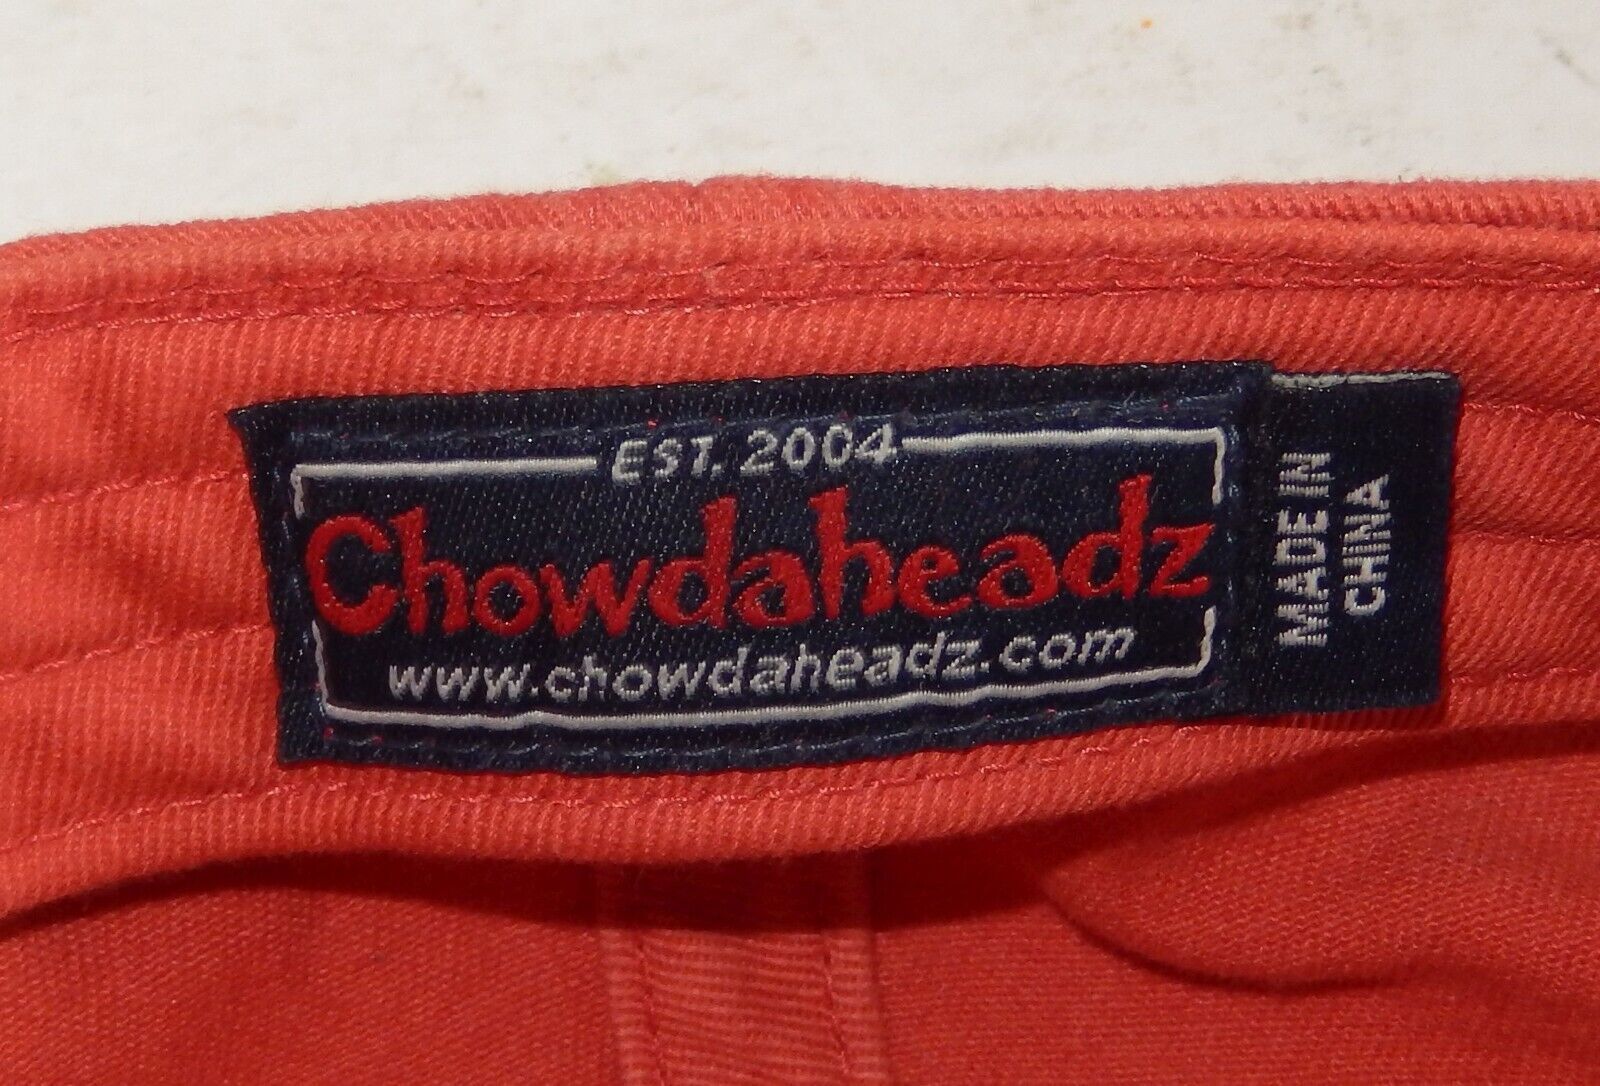 EST. 2004
Chowdaheadz
www.chowdaheadz.com
MADE IN
CHINA